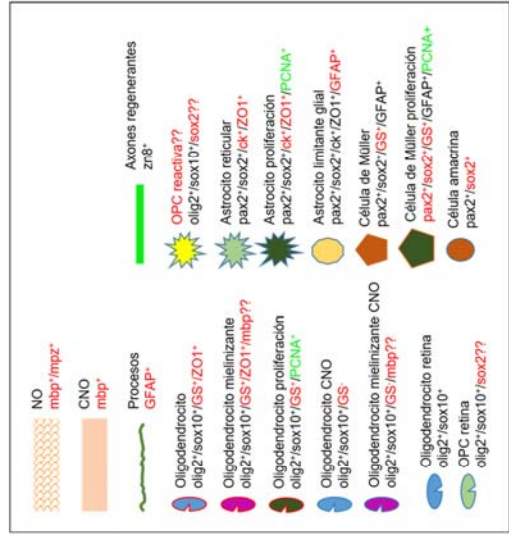 NO
mbp⁺/mpz⁺
CNO
mbp⁺
Procesos
GFAP⁺
Oligodendrocito
olig2⁺/sox10⁺/GS⁺/ZO1⁺
Oligodendrocito mielinizante
olig2⁺/sox10⁺/GS⁺/ZO1⁺/mbp??
Oligodendrocito proliferación
olig2⁺/sox10⁺/GS⁺/PCNA⁺
Oligodendrocito CNO
olig2⁺/sox10⁺/GS⁻
Oligodendrocito mielinizante CNO
olig2⁺/sox10⁺/GS⁻/mbp??
Oligodendrocito retina
olig2⁺/sox10⁺
OPC retina
olig2⁺/sox10⁺/sox2??
Axones regenerantes
zn8⁺
OPC reactiva??
olig2⁺/sox10⁺/sox2??
Astrocito reticular
pax2⁺/sox2⁺/ck⁺/ZO1⁺
Astrocito proliferación
pax2⁺/sox2⁺/ck⁺/ZO1⁺/PCNA⁺
Astrocito limitante glial
pax2⁺/sox2⁺/ck⁺/ZO1⁺/GFAP⁺
Célula de Müller
pax2⁺/sox2⁺/GS⁺/GFAP⁺
Célula de Müller proliferación
pax2⁺/sox2⁺/GS⁺/GFAP⁺/PCNA+
Célula amacrina
pax2⁺/sox2⁺